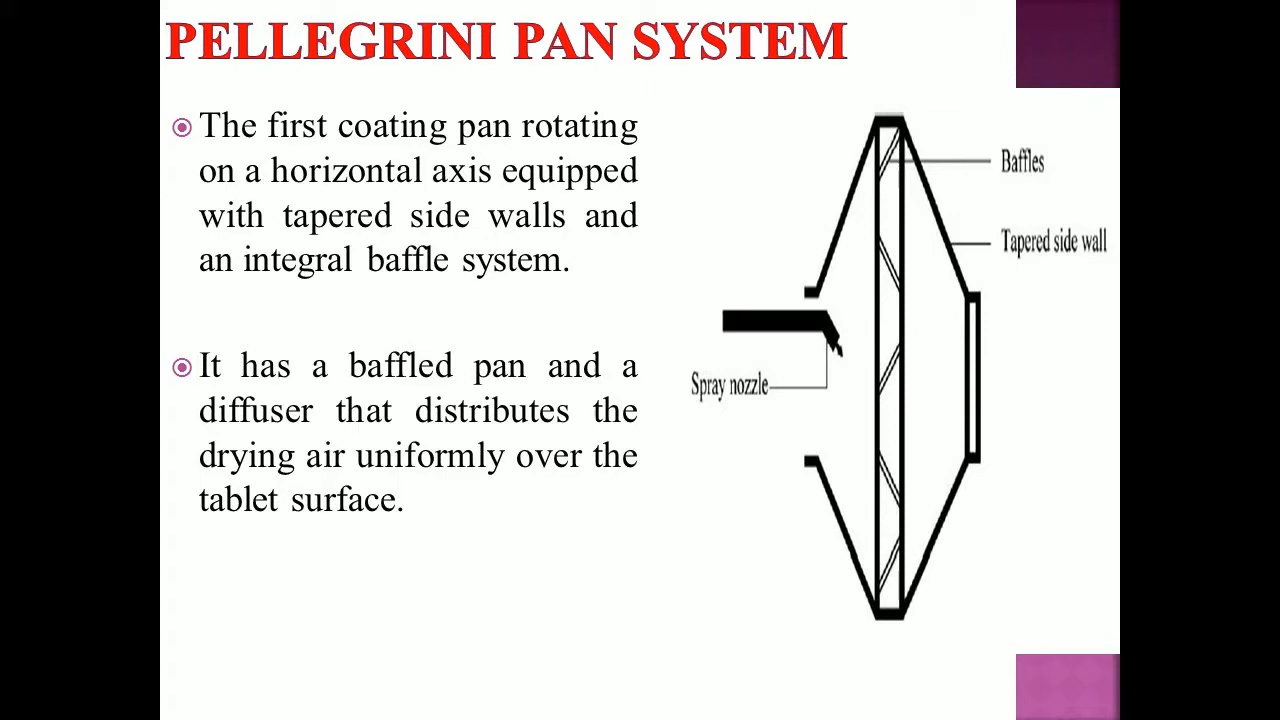 PELLEGRINI PAN SYSTEM
The first coating pan rotating
on a horizontal axis equipped
with tapered side walls and
an integral baffle system.
It has a baffled pan and a
diffuser that distributes the
drying air uniformly over the
tablet surface.
Baffles
Tapered side wall
Spray nozzle